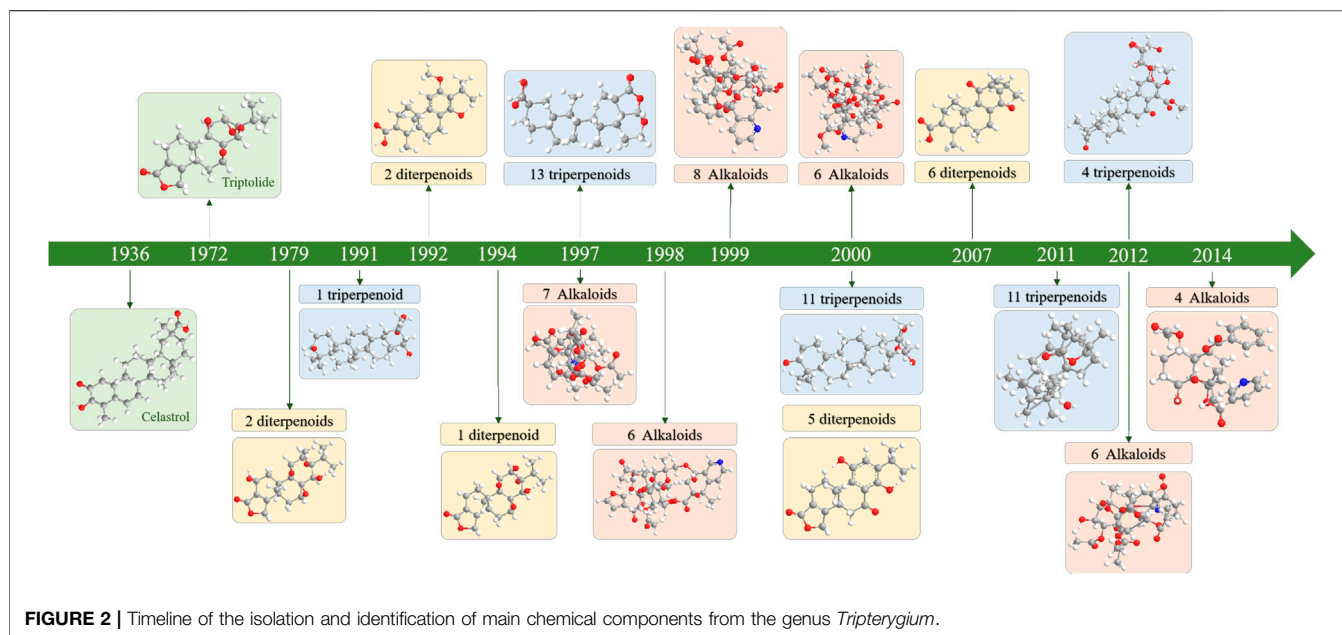 Triptolide
2 diterpenoids
13 triperpenoids
8 Alkaloids
6 Alkaloids
6 diterpenoids
4 triperpenoids
1936 1972 1979 1991 1992 1994 1997 1998 1999 2000 2007 2011 2012 2014
1 triperpenoid
7 Alkaloids
11 triperpenoids
11 triperpenoids
4 Alkaloids
Celastrol
2 diterpenoids
1 diterpenoid
6 Alkaloids
5 diterpenoids
6 Alkaloids
FIGURE 2 | Timeline of the isolation and identification of main chemical components from the genus Tripterygium.